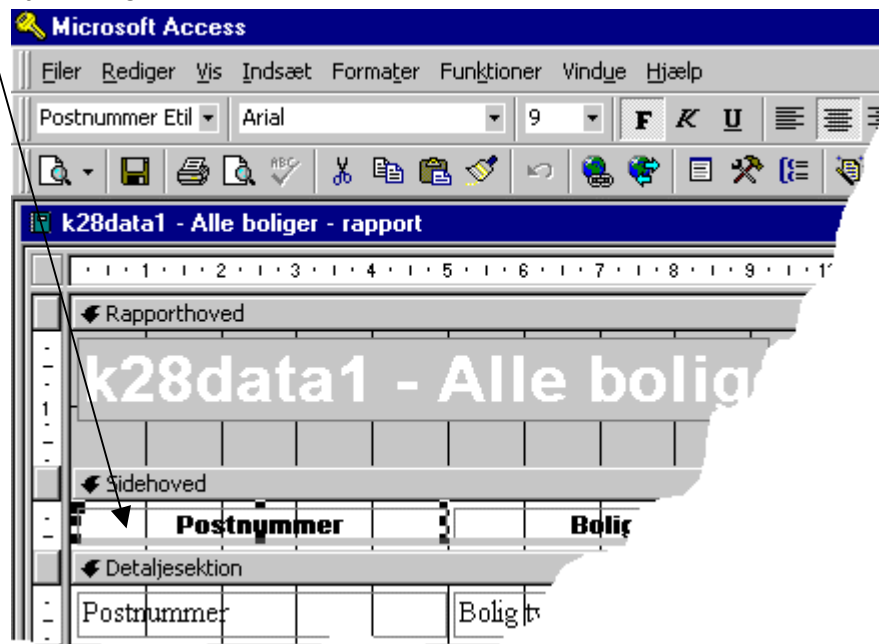 Microsoft Access
Filer Rediger Vis Indsæt Formater Funktioner Vindue Hjælp
Postnummer Etil Arial 9 F K U
ABC
k28data1 - Alle boliger - rapport
1 2 3 4 5 6 7 8 9
Rapporthoved
k28data1 - Alle bolig
1
Sidehoved
Postnummer Bolig
Detaljesektion
Postnummer Bolig